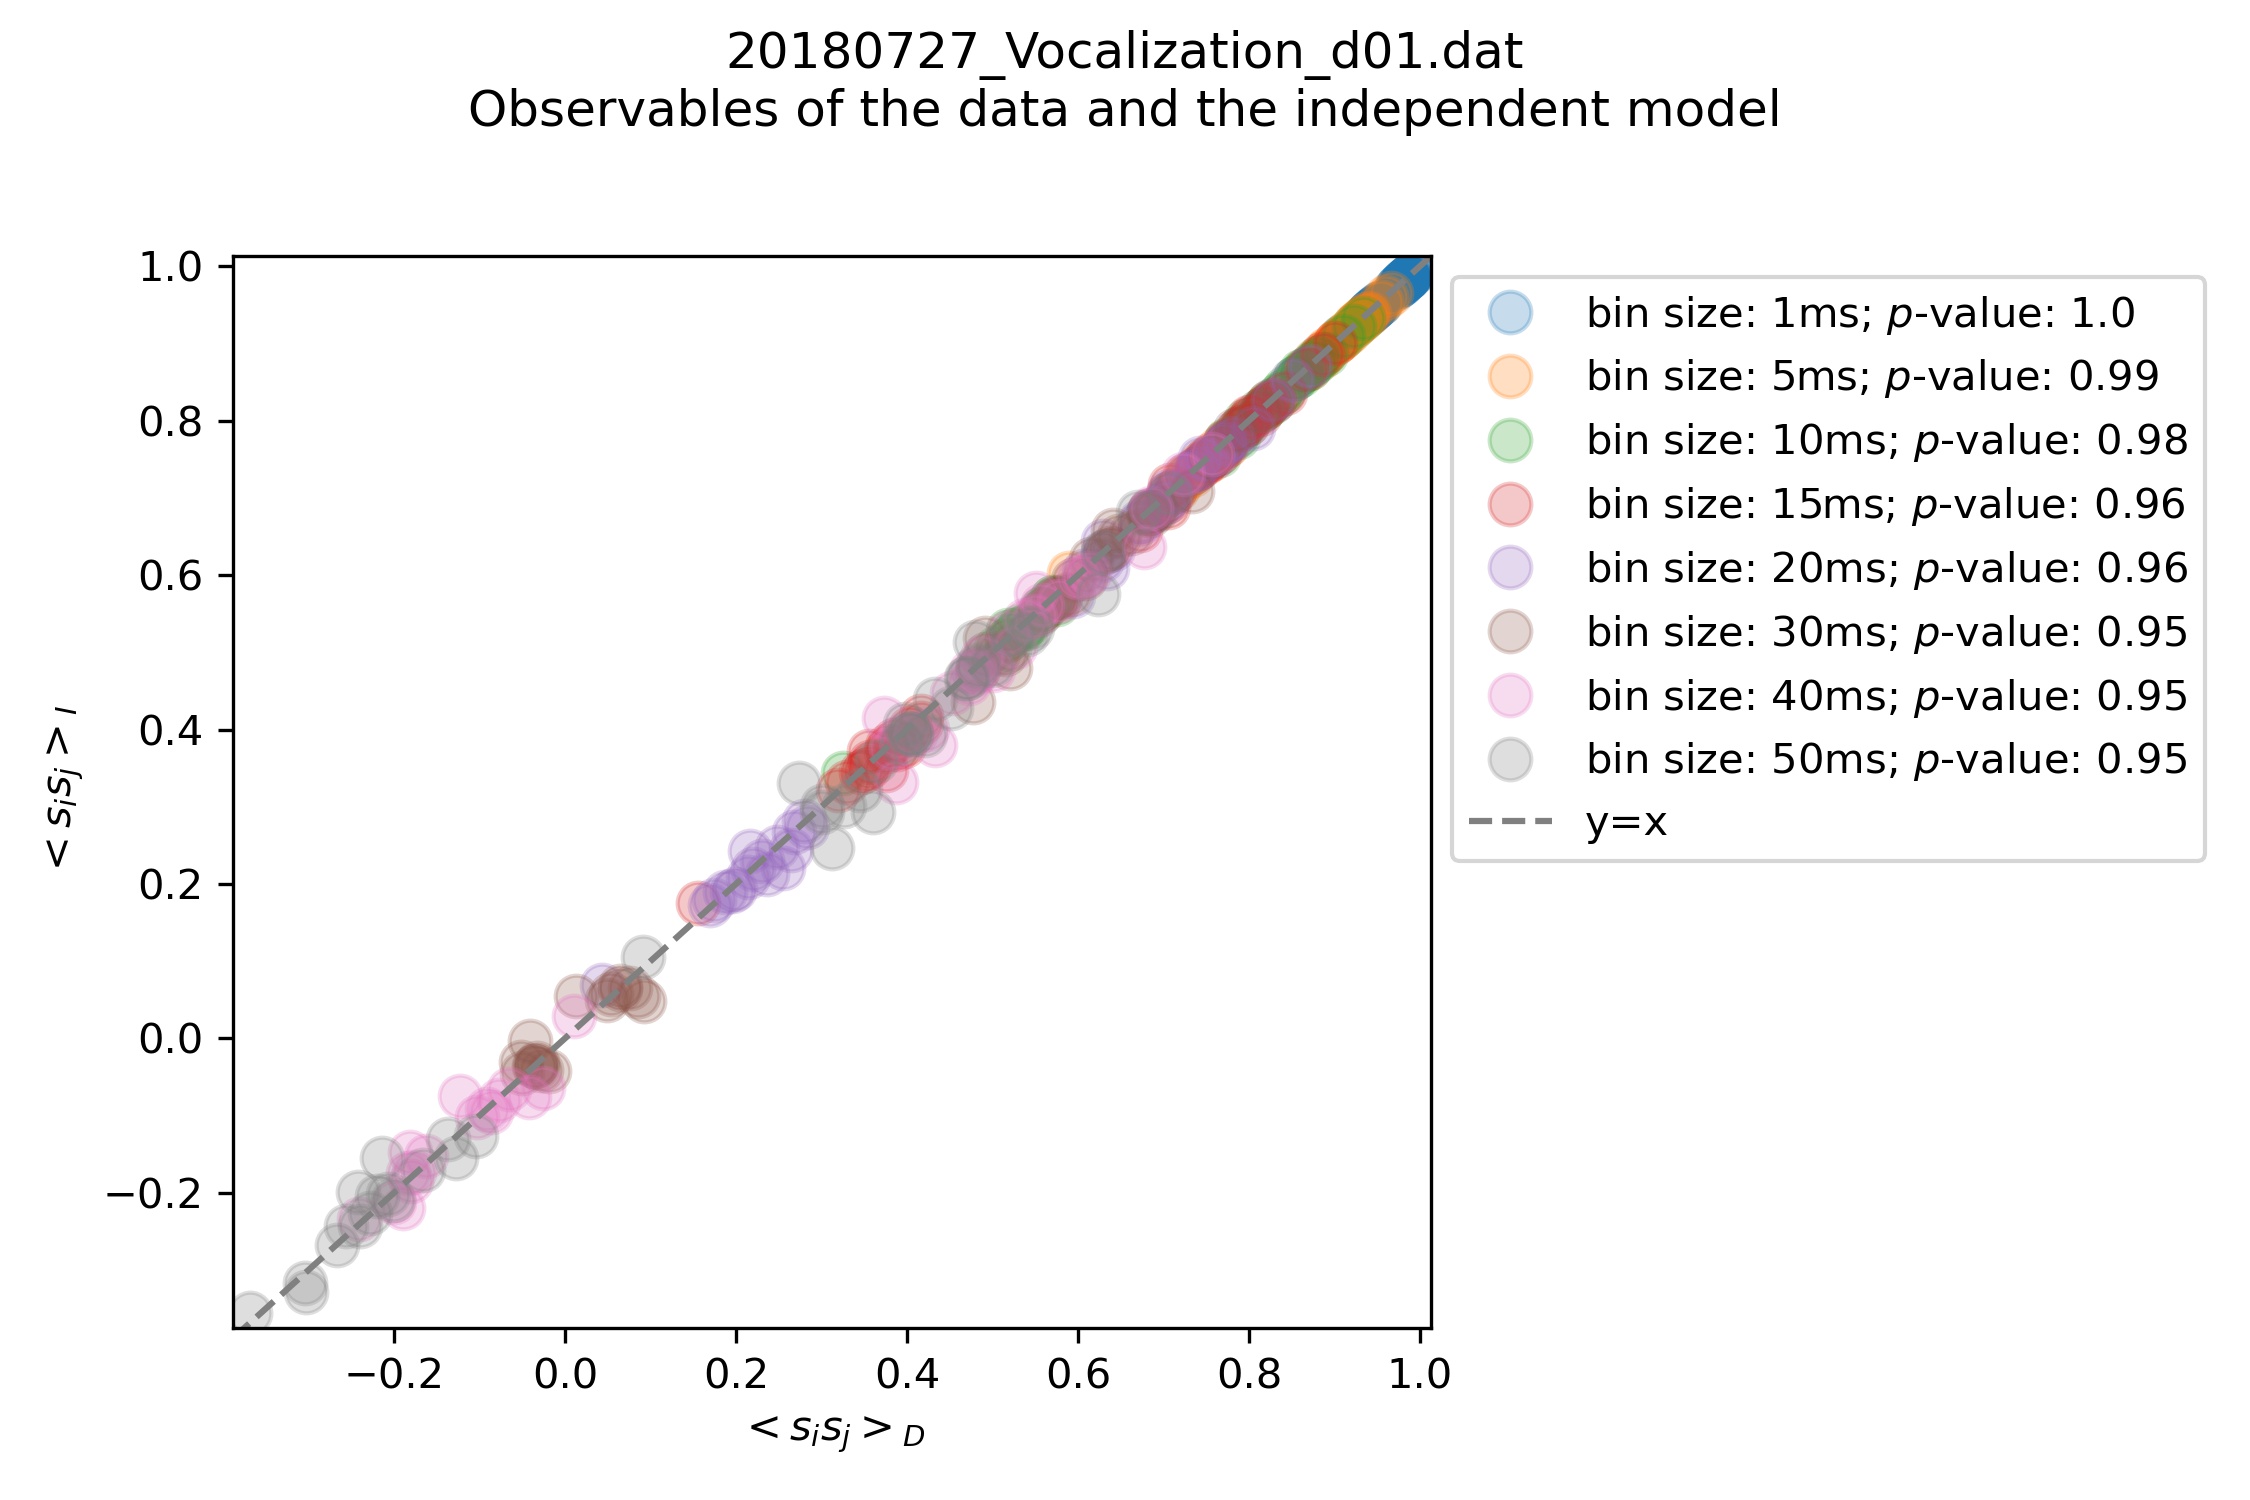 20180727_Vocalization_d01.dat
Observables of the data and the independent model
1.0
0.8
0.6
0.4
0.2
0.0
−0.2
< s_i s_j >_I
−0.2 0.0 0.2 0.4 0.6 0.8 1.0
< s_i s_j >_D
bin size: 1ms; p-value: 1.0
bin size: 5ms; p-value: 0.99
bin size: 10ms; p-value: 0.98
bin size: 15ms; p-value: 0.96
bin size: 20ms; p-value: 0.96
bin size: 30ms; p-value: 0.95
bin size: 40ms; p-value: 0.95
bin size: 50ms; p-value: 0.95
y=x